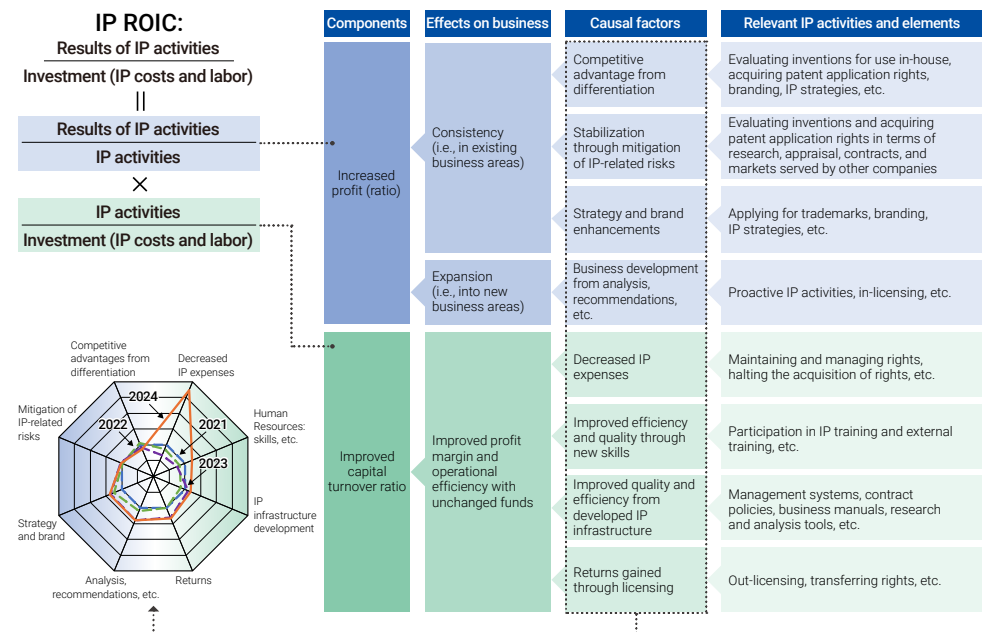 IP ROIC:
Results of IP activities
Investment (IP costs and labor)
Results of IP activities
IP activities
×
IP activities
Investment (IP costs and labor)
Components
Effects on business
Causal factors
Relevant IP activities and elements
Increased
profit (ratio)
Consistency
(i.e., in existing
business areas)
Competitive
advantage from
differentiation
Evaluating inventions for use in-house,
acquiring patent application rights,
branding, IP strategies, etc.
Stabilization
through mitigation
of IP-related risks
Evaluating inventions and acquiring
patent application rights in terms of
research, appraisal, contracts, and
markets served by other companies
Strategy and brand
enhancements
Applying for trademarks, branding,
IP strategies, etc.
Expansion
(i.e., into new
business areas)
Business development
from analysis,
recommendations,
etc.
Proactive IP activities, in-licensing, etc.
Improved
capital
turnover ratio
Improved profit
margin and
operational
efficiency with
unchanged funds
Decreased IP
expenses
Maintaining and managing rights,
halting the acquisition of rights, etc.
Improved efficiency
and quality through
new skills
Participation in IP training and external
training, etc.
Improved quality and
efficiency from
developed IP
infrastructure
Management systems, contract
policies, business manuals, research
and analysis tools, etc.
Returns gained
through licensing
Out-licensing, transferring rights, etc.
Competitive
advantages from
differentiation
Decreased
IP expenses
Human
Resources:
skills, etc.
IP
infrastructure
development
Returns
Analysis,
recommendations, etc.
Strategy
and brand
Mitigation of
IP-related
risks
2024
2022
2021
2023